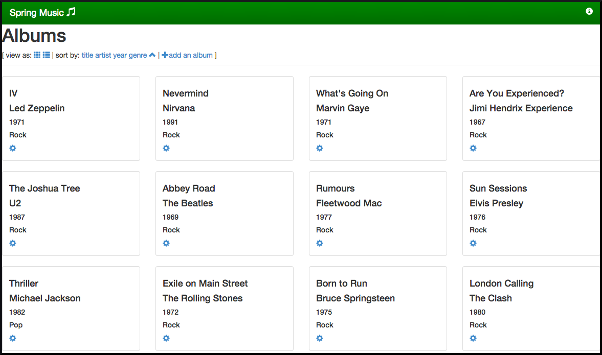 Spring Music
Albums
[ view as: | sort by: title artist year genre | add an album ]
IV
Led Zeppelin
1971
Rock
Nevermind
Nirvana
1991
Rock
What's Going On
Marvin Gaye
1971
Rock
Are You Experienced?
Jimi Hendrix Experience
1967
Rock
The Joshua Tree
U2
1987
Rock
Abbey Road
The Beatles
1969
Rock
Rumours
Fleetwood Mac
1977
Rock
Sun Sessions
Elvis Presley
1976
Rock
Thriller
Michael Jackson
1982
Pop
Exile on Main Street
The Rolling Stones
1972
Rock
Born to Run
Bruce Springsteen
1975
Rock
London Calling
The Clash
1980
Rock